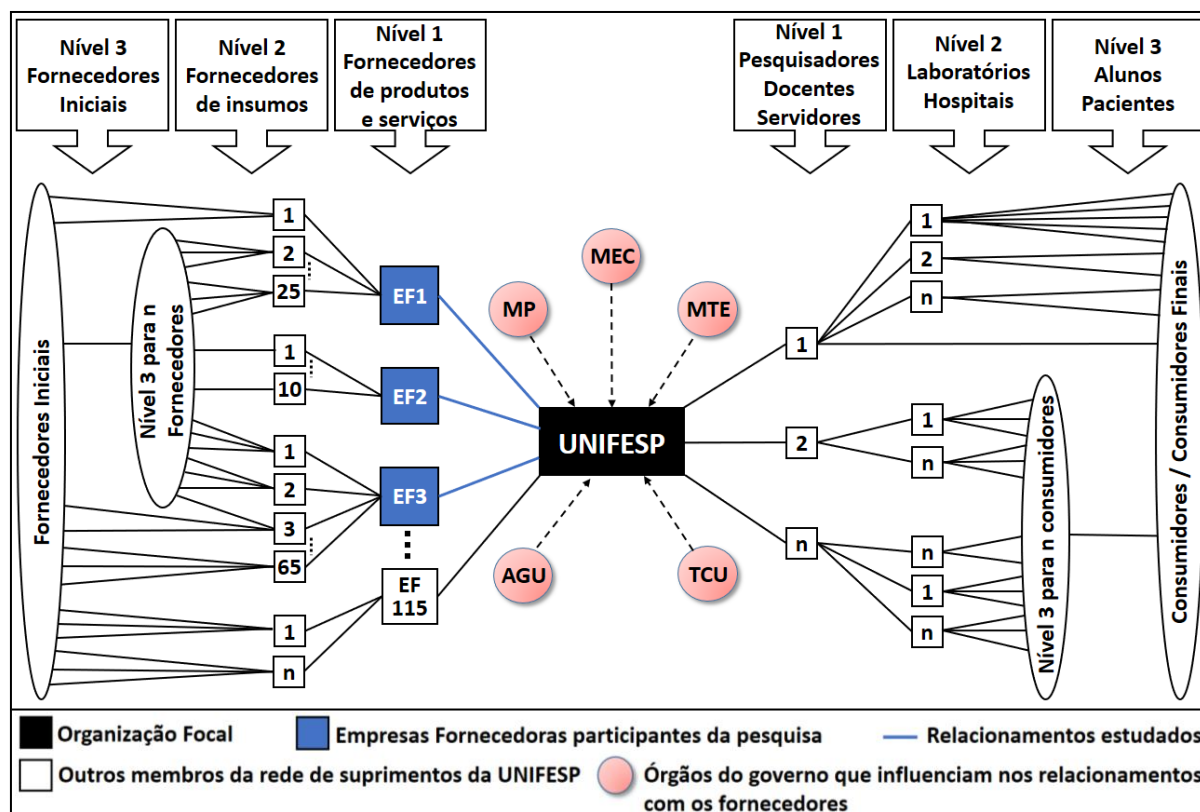 Nível 3
Fornecedores
Iniciais
Nível 2
Fornecedores
de insumos
Nível 1
Fornecedores
de produtos
e serviços
Nível 1
Pesquisadores
Docentes
Servidores
Nível 2
Laboratórios
Hospitais
Nível 3
Alunos
Pacientes
Fornecedores Iniciais
Nível 3 para n
Fornecedores
1
2
25
1
10
1
2
3
65
1
n
EF1
EF2
EF3
EF
115
MP
MEC
MTE
UNIFESP
AGU
TCU
1
2
n
1
2
n
1
n
n
1
n
Nível 3 para n consumidores
Consumidores / Consumidores Finais
Organização Focal
Empresas Fornecedoras participantes da pesquisa
Relacionamentos estudados
Outros membros da rede de suprimentos da UNIFESP
Órgãos do governo que influenciam nos relacionamentos
com os fornecedores